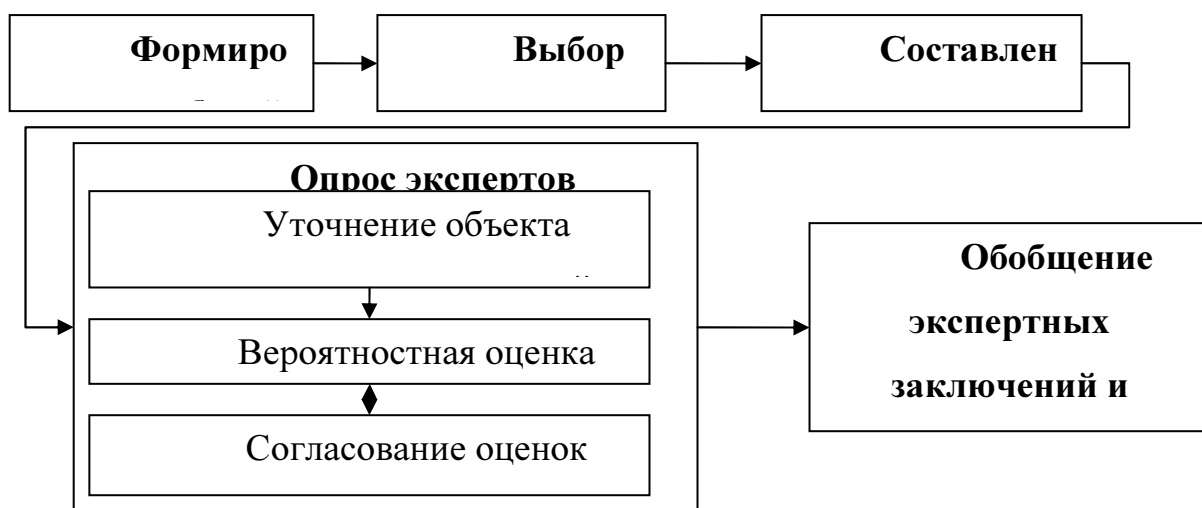 Формиро
Выбор
Составлен
Опрос экспертов
Уточнение объекта
Вероятностная оценка
Согласование оценок
Обобщение
экспертных
заключений и